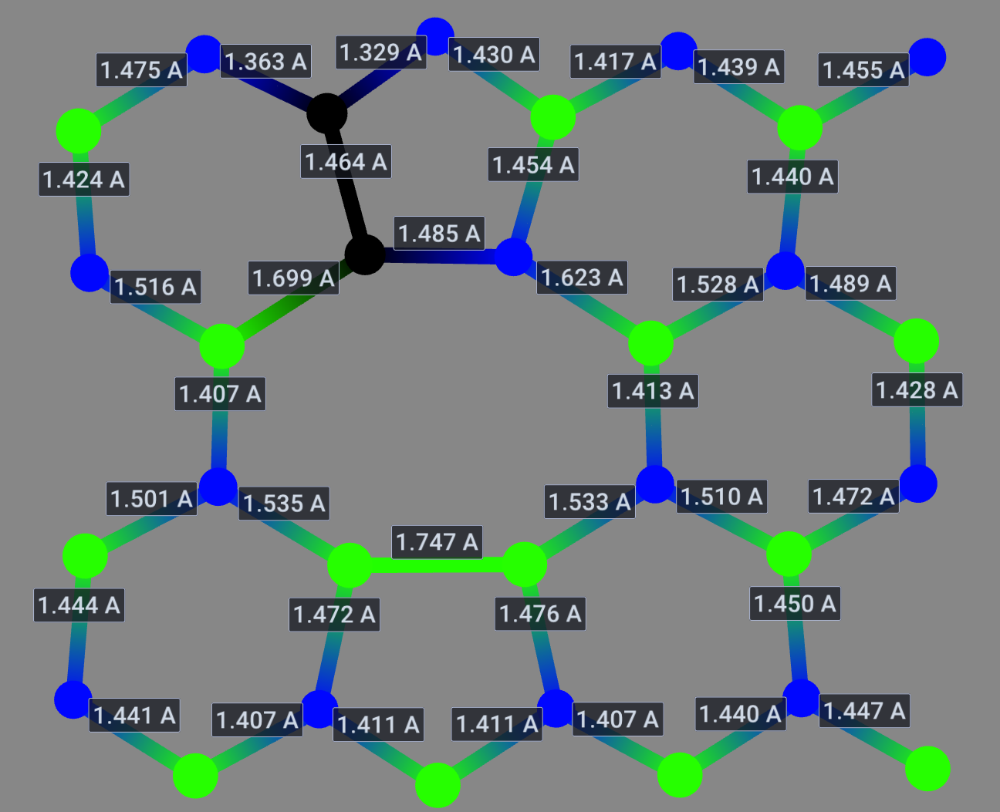 1.475 A
1.363 A
1.329 A
1.430 A
1.417 A
1.439 A
1.455 A
1.424 A
1.464 A
1.454 A
1.440 A
1.485 A
1.516 A
1.699 A
1.623 A
1.528 A
1.489 A
1.407 A
1.413 A
1.428 A
1.501 A
1.535 A
1.533 A
1.510 A
1.472 A
1.747 A
1.444 A
1.472 A
1.476 A
1.450 A
1.441 A
1.407 A
1.411 A
1.411 A
1.407 A
1.440 A
1.447 A